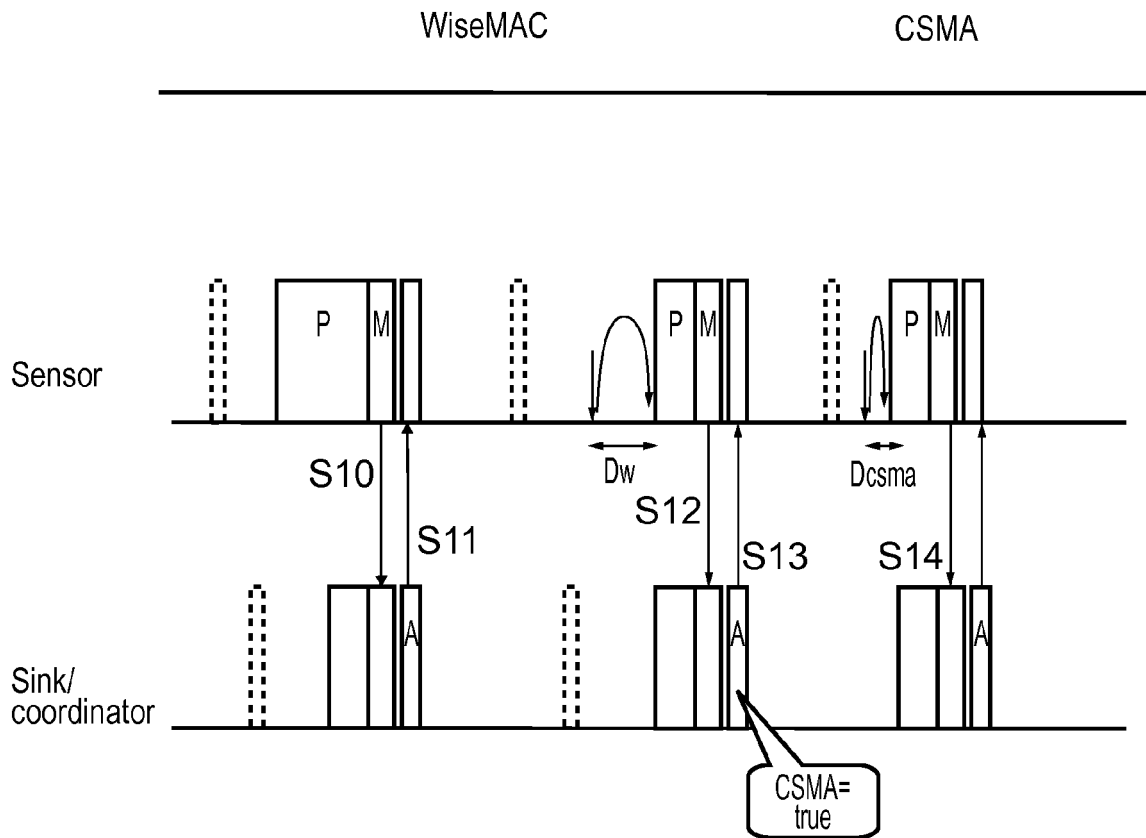 WiseMAC
CSMA
P
M
P
M
P
M
Sensor
Dw
Dcsma
S10
S12
S11
S13
S14
A
A
A
Sink/
coordinator
CSMA=
true